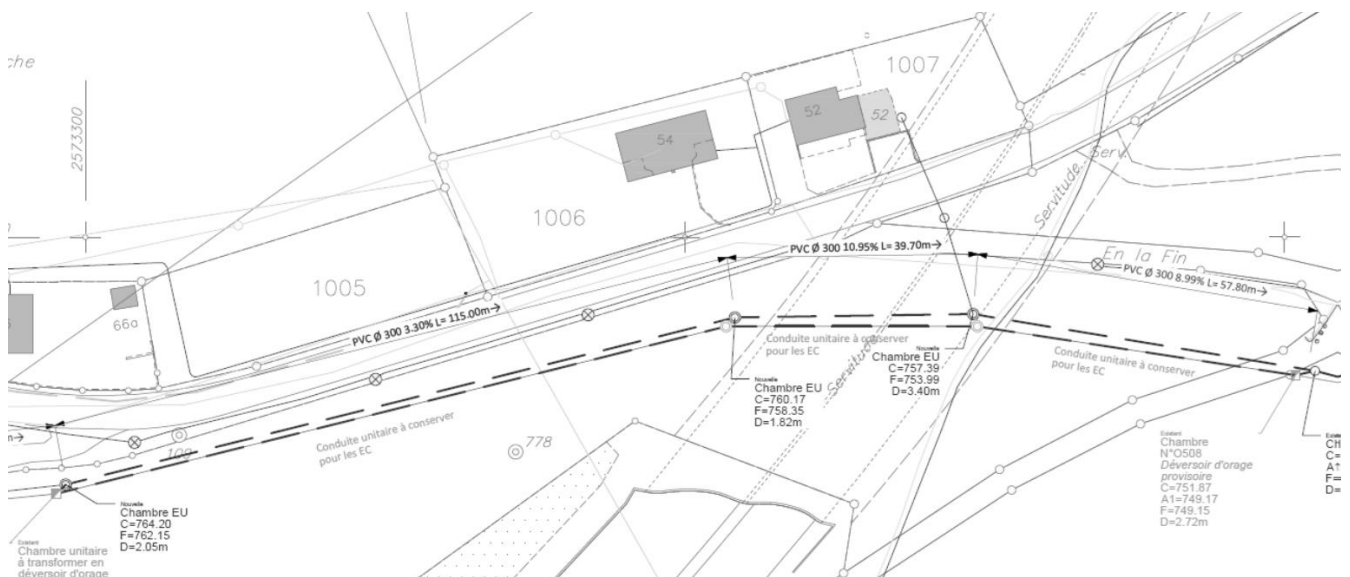 che
2573300
1007
52
52
54
1006
1005
66a
Servitude
Serv.
En la Fin
PVC Ø 300 10.95% L= 39.70m→
PVC Ø 300 8.99% L= 57.80m→
PVC Ø 300 3.30% L= 115.00m→
Conduite unitaire à conserver
pour les EC
Servitude
Nouvelle
Chambre EU
C=757.39
F=753.99
D=3.40m
Conduite unitaire à conserver
pour les EC
Nouvelle
Chambre EU
C=760.17
F=758.35
D=1.82m
Conduite unitaire à conserver
pour les EC
778
100
m→
Nouvelle
Chambre EU
C=764.20
F=762.15
D=2.05m
Existant
Chambre unitaire
à transformer en
déversoir d'orage
Existant
Chambre
N°O508
Déversoir d'orage
provisoire
C=751.87
A1=749.17
F=749.15
D=2.72m
C=
F=
D=